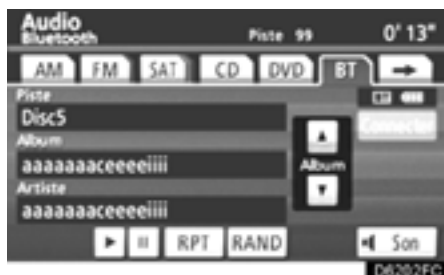 Audio
Bluetooth Piste 99 0' 13"
AM FM SAT CD DVD BT
Piste
Disc5
Connecter
Album
aaaaaaaceeeeiiii
Album
Artiste
aaaaaaaceeeeiiii
RPT RAND Son